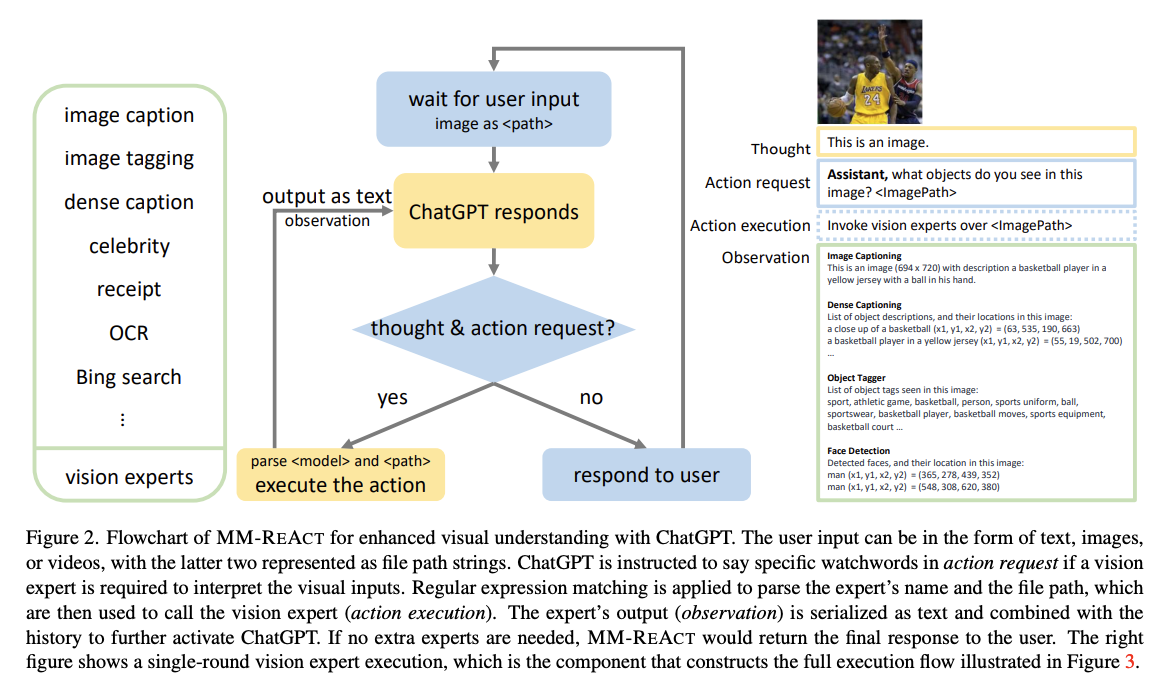 image caption
image tagging
dense caption
celebrity
receipt
OCR
Bing search
⋮
vision experts
wait for user input
image as <path>
output as text
observation
ChatGPT responds
thought & action request?
yes
no
parse <model> and <path>
execute the action
respond to user
LAKERS
24
Thought
This is an image.
Action request
Assistant, what objects do you see in this
image? <ImagePath>
Action execution
Invoke vision experts over <ImagePath>
Observation
Image Captioning
This is an image (694 x 720) with description a basketball player in a
yellow jersey with a ball in his hand.
Dense Captioning
List of object descriptions, and their locations in this image:
a close up of a basketball (x1, y1, x2, y2) = (63, 535, 190, 663)
a basketball player in a yellow jersey (x1, y1, x2, y2) = (55, 19, 502, 700)
...
Object Tagger
List of object tags seen in this image:
sport, athletic game, basketball, person, sports uniform, ball,
sportswear, basketball player, basketball moves, sports equipment,
basketball court ...
Face Detection
Detected faces, and their location in this image:
man (x1, y1, x2, y2) = (365, 278, 439, 352)
man (x1, y1, x2, y2) = (548, 308, 620, 380)
Figure 2. Flowchart of MM-REACT for enhanced visual understanding with ChatGPT. The user input can be in the form of text, images,
or videos, with the latter two represented as file path strings. ChatGPT is instructed to say specific watchwords in action request if a vision
expert is required to interpret the visual inputs. Regular expression matching is applied to parse the expert's name and the file path, which
are then used to call the vision expert (action execution). The expert's output (observation) is serialized as text and combined with the
history to further activate ChatGPT. If no extra experts are needed, MM-REACT would return the final response to the user. The right
figure shows a single-round vision expert execution, which is the component that constructs the full execution flow illustrated in Figure 3.